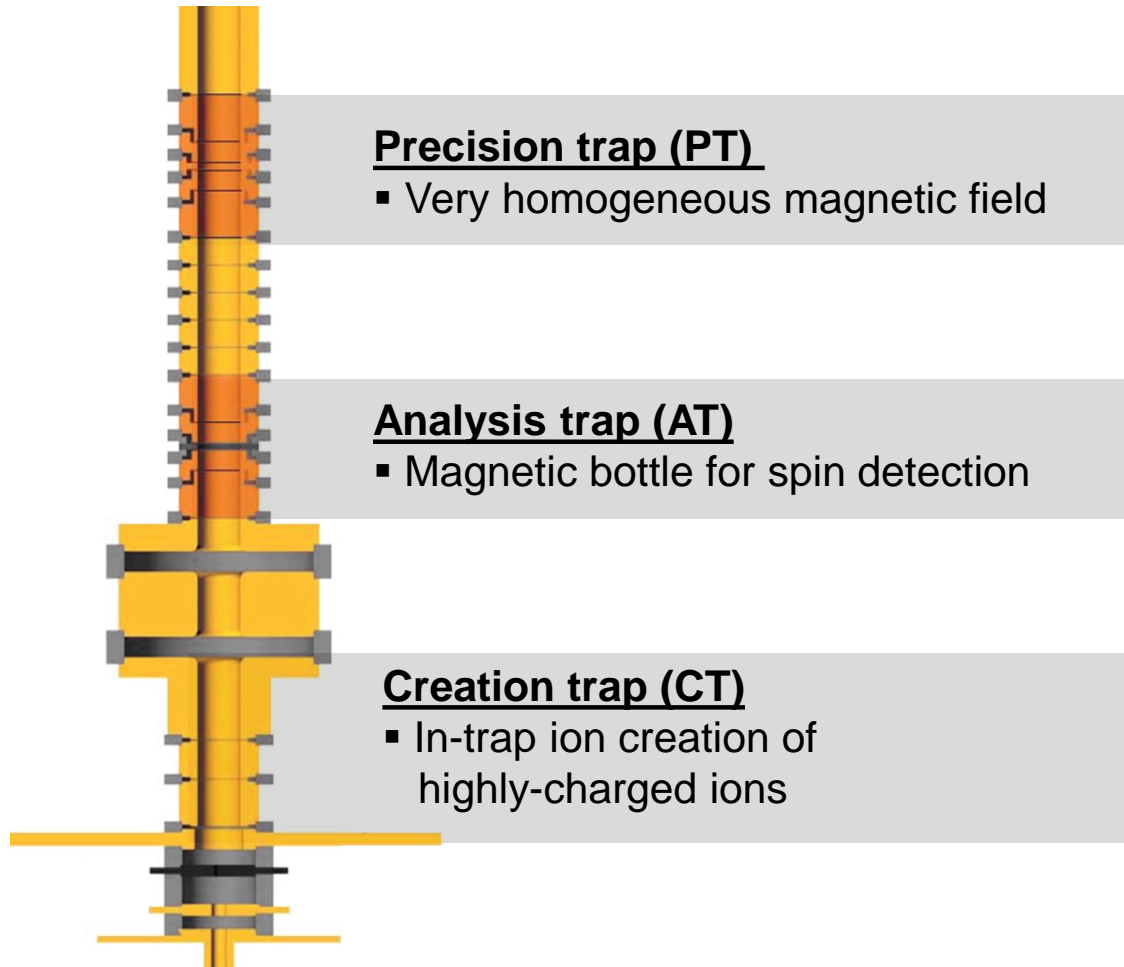 Precision trap (PT)
▪ Very homogeneous magnetic field
Analysis trap (AT)
▪ Magnetic bottle for spin detection
Creation trap (CT)
▪ In-trap ion creation of
highly-charged ions